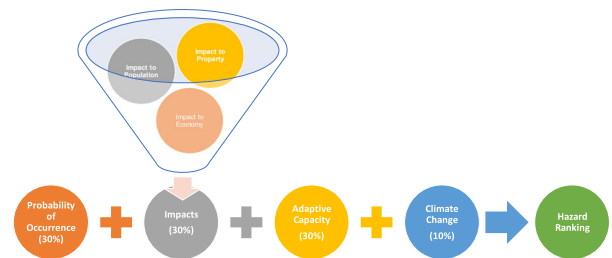 Impact to
Property
Impact to
Population
Impact to
Economy
Probability
of
Occurrence
(30%)
Impacts
(30%)
Adaptive
Capacity
(30%)
Climate
Change
(10%)
Hazard
Ranking